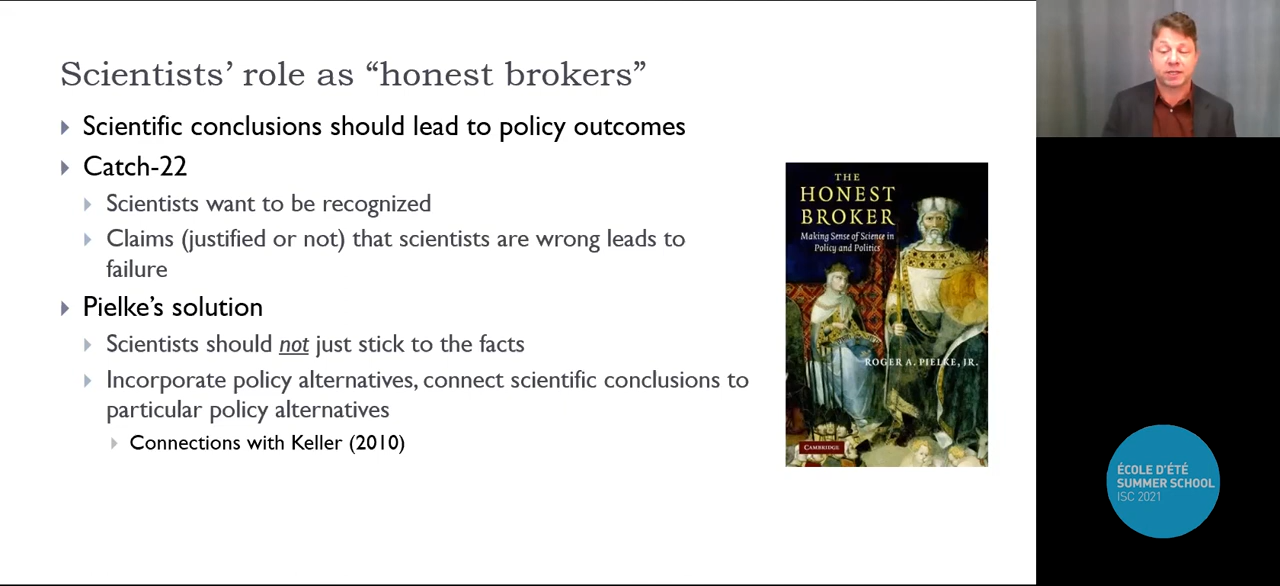 Scientists’ role as “honest brokers”
Scientific conclusions should lead to policy outcomes
Catch-22
Scientists want to be recognized
Claims (justified or not) that scientists are wrong leads to
failure
Pielke’s solution
Scientists should not just stick to the facts
Incorporate policy alternatives, connect scientific conclusions to
particular policy alternatives
Connections with Keller (2010)
THE
HONEST
BROKER
Making Sense of Science in
Policy and Politics
ROGER A. PIELKE, JR.
CAMBRIDGE
ÉCOLE D’ÉTÉ
SUMMER SCHOOL
ISC 2021